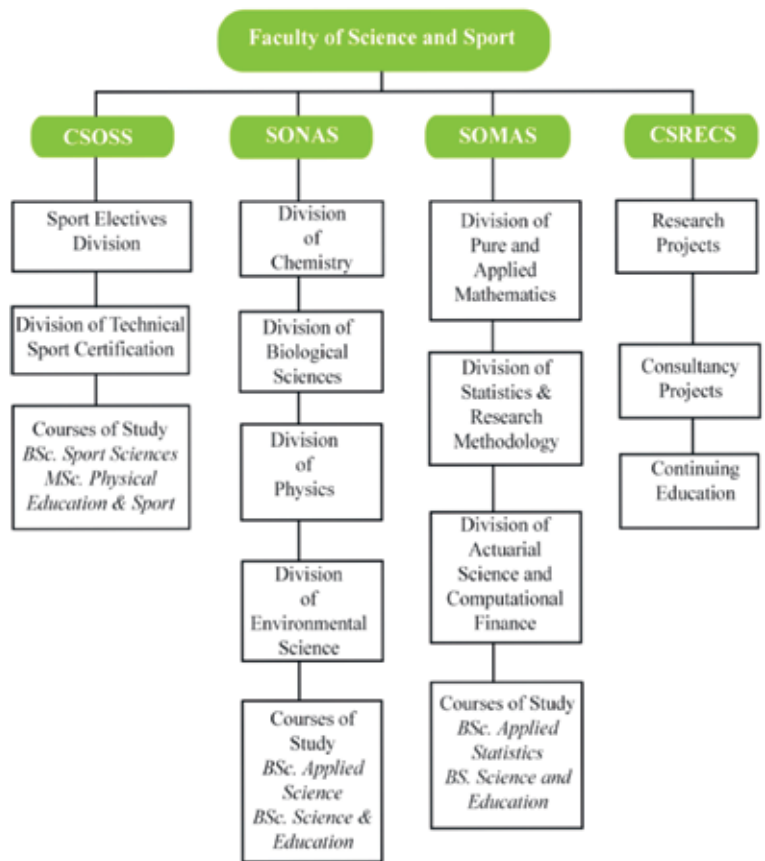 Faculty of Science and Sport
CSOSS
Sport Electives
Division
Division of Technical
Sport Certification
Courses of Study
BSc. Sport Sciences
MSc. Physical
Education & Sport
SONAS
Division
of
Chemistry
Division of
Biological
Sciences
Division
of
Physics
Division
of
Environmental
Science
Courses of
Study
BSc. Applied
Science
BSc. Science &
Education
SOMAS
Division of
Pure and
Applied
Mathematics
Division of
Statistics &
Research
Methodology
Division of
Actuarial
Science and
Computational
Finance
Courses of Study
BSc. Applied
Statistics
BS. Science and
Education
CSRECS
Research
Projects
Consultancy
Projects
Continuing
Education